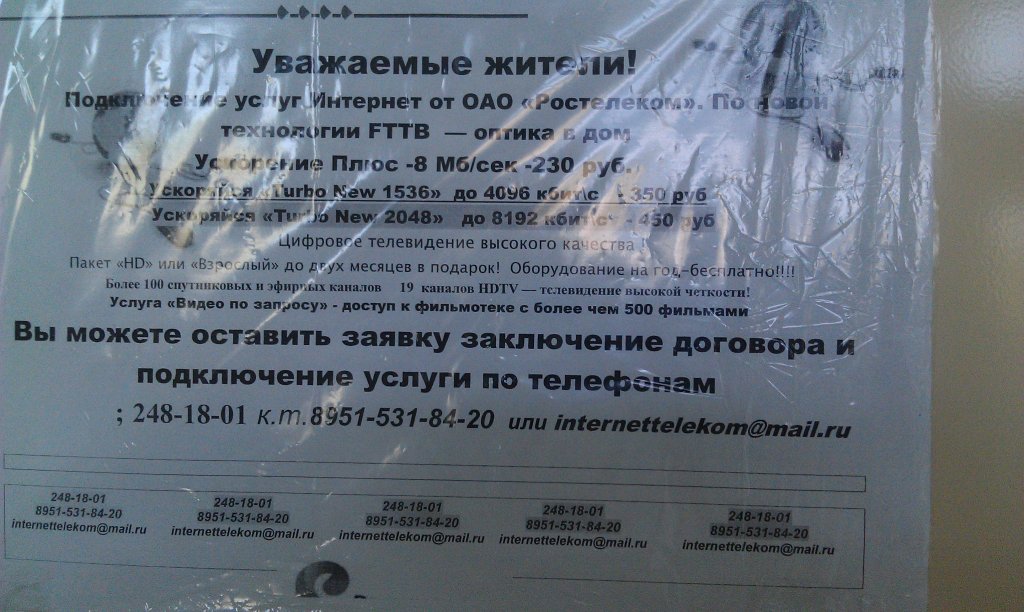 Уважаемые жители!
Подключение услуг Интернет от ОАО «Ростелеком». По новой
технологии FTTB — оптика в дом
Ускорение Плюс -8 Мб/сек -230 руб.
Ускоряйся «Turbo New 1536» до 4096 кбит\с - 350 руб
Ускоряйся «Turbo New 2048» до 8192 кбит\с - 450 руб
Цифровое телевидение высокого качества !
Пакет «HD» или «Взрослый» до двух месяцев в подарок! Оборудование на год-бесплатно!!!!
Более 100 спутниковых и эфирных каналов 19 каналов HDTV — телевидение высокой четкости!
Услуга «Видео по запросу» - доступ к фильмотеке с более чем 500 фильмами
Вы можете оставить заявку заключение договора и
подключение услуги по телефонам
; 248-18-01 к.т.8951-531-84-20 или internettelekom@mail.ru
248-18-01 248-18-01 248-18-01 248-18-01 248-18-01
8951-531-84-20 8951-531-84-20 8951-531-84-20 8951-531-84-20 8951-531-84-20
internettelekom@mail.ru internettelekom@mail.ru internettelekom@mail.ru internettelekom@mail.ru internettelekom@mail.ru